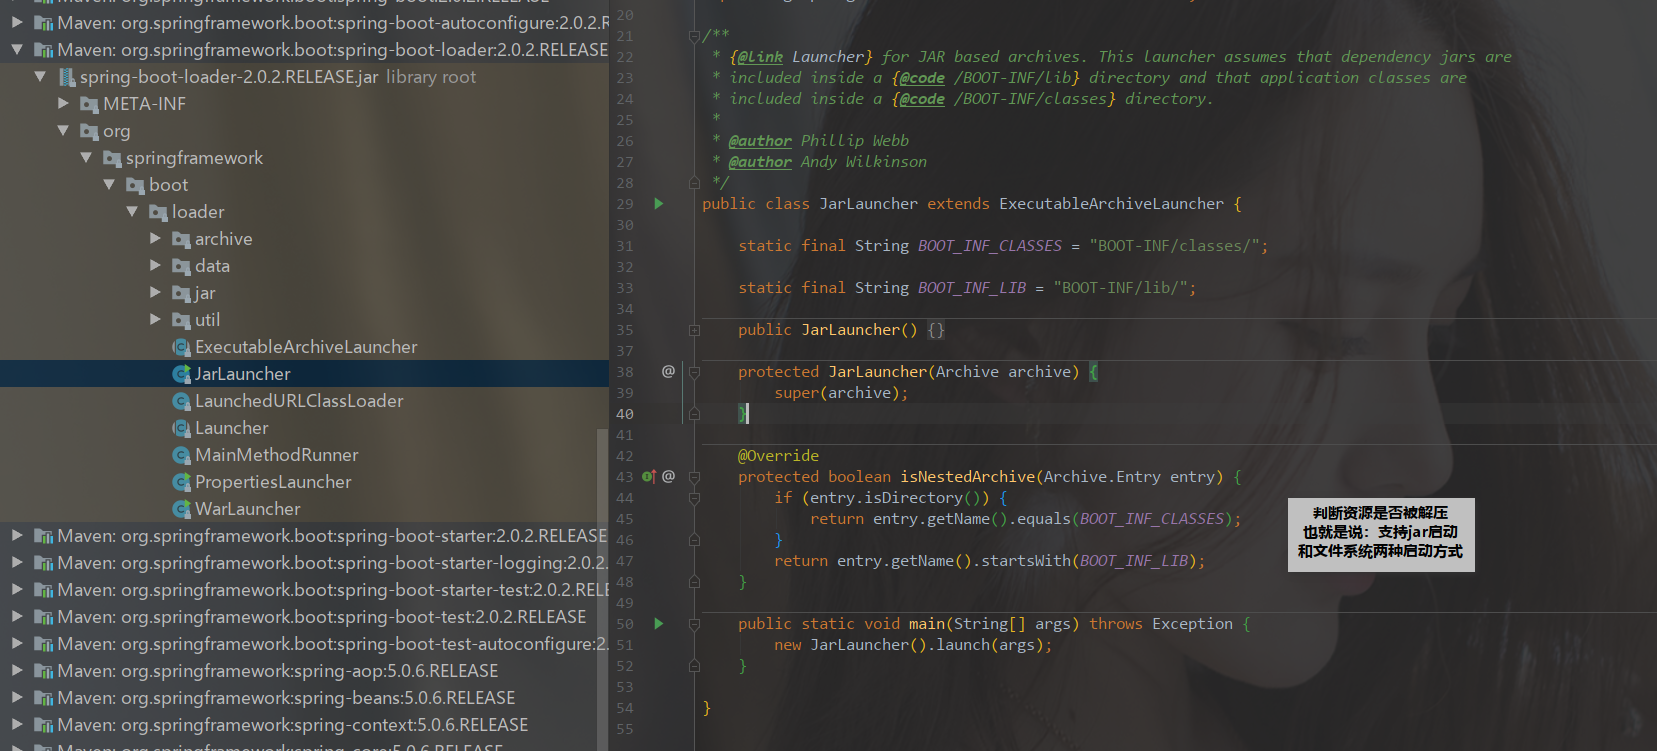 Maven: org.springframework.boot:spring-boot-autoconfigure:2.0.2.R
Maven: org.springframework.boot:spring-boot-loader:2.0.2.RELEASE
spring-boot-loader-2.0.2.RELEASE.jar library root
META-INF
org
springframework
boot
loader
archive
data
jar
util
ExecutableArchiveLauncher
JarLauncher
LaunchedURLClassLoader
Launcher
MainMethodRunner
PropertiesLauncher
WarLauncher
Maven: org.springframework.boot:spring-boot-starter:2.0.2.RELEASE
Maven: org.springframework.boot:spring-boot-starter-logging:2.0.2.
Maven: org.springframework.boot:spring-boot-starter-test:2.0.2.RELE
Maven: org.springframework.boot:spring-boot-test:2.0.2.RELEASE
Maven: org.springframework.boot:spring-boot-test-autoconfigure:2.
Maven: org.springframework:spring-aop:5.0.6.RELEASE
Maven: org.springframework:spring-beans:5.0.6.RELEASE
Maven: org.springframework:spring-context:5.0.6.RELEASE
Maven: org.springframework:spring-core:5.0.6.RELEASE
20
21 /**
22 * {@link Launcher} for JAR based archives. This launcher assumes that dependency jars are
23 * included inside a {@code /BOOT-INF/lib} directory and that application classes are
24 * included inside a {@code /BOOT-INF/classes} directory.
25 *
26 * @author Phillip Webb
27 * @author Andy Wilkinson
28 */
29 public class JarLauncher extends ExecutableArchiveLauncher {
30
31 static final String BOOT_INF_CLASSES = "BOOT-INF/classes/";
32
33 static final String BOOT_INF_LIB = "BOOT-INF/lib/";
34
35 public JarLauncher() {}
37
38 @ protected JarLauncher(Archive archive) {
39 super(archive);
40 }
41
42 @Override
43 @ protected boolean isNestedArchive(Archive.Entry entry) {
44 if (entry.isDirectory()) {
45 return entry.getName().equals(BOOT_INF_CLASSES);
46 }
47 return entry.getName().startsWith(BOOT_INF_LIB);
48 }
49
50 public static void main(String[] args) throws Exception {
51 new JarLauncher().launch(args);
52 }
53
54 }
55
判断资源是否被解压
也就是说：支持jar启动
和文件系统两种启动方式